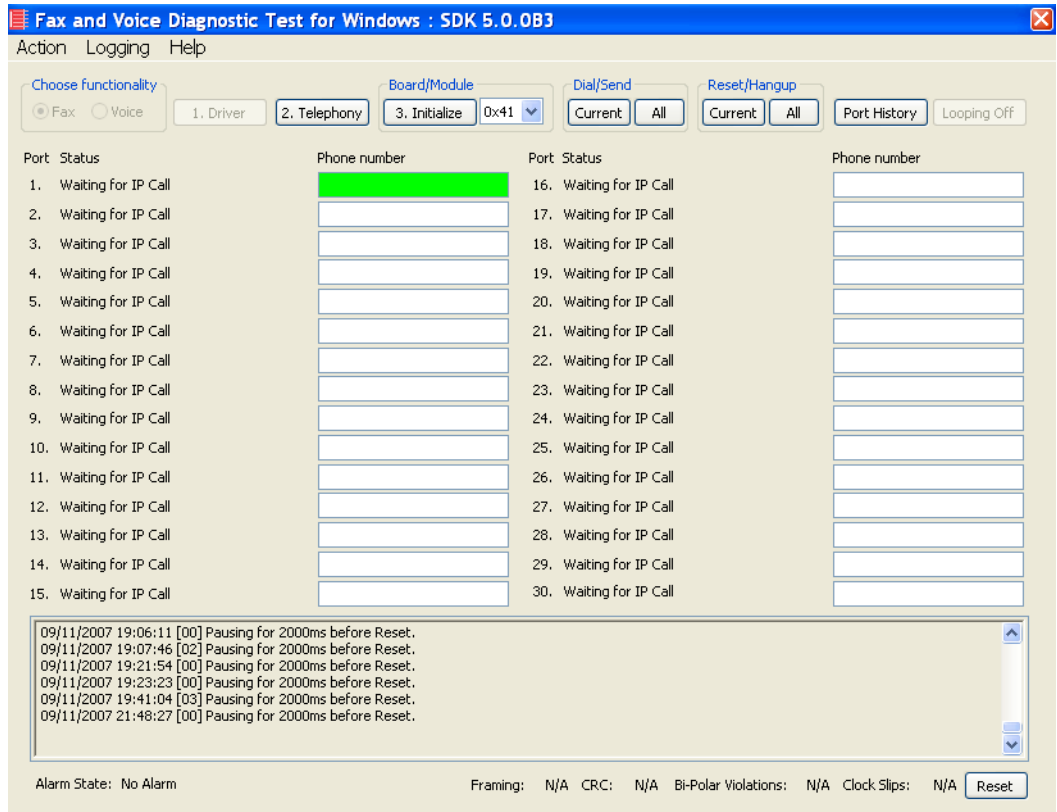 Fax and Voice Diagnostic Test for Windows : SDK 5.0.0B3
Action Logging Help
Choose functionality Board/Module Dial/Send Reset/Hangup
Fax Voice 1. Driver 2. Telephony 3. Initialize 0x41 Current All Current All Port History Looping Off
Port Status Phone number Port Status Phone number
1. Waiting for IP Call 16. Waiting for IP Call
2. Waiting for IP Call 17. Waiting for IP Call
3. Waiting for IP Call 18. Waiting for IP Call
4. Waiting for IP Call 19. Waiting for IP Call
5. Waiting for IP Call 20. Waiting for IP Call
6. Waiting for IP Call 21. Waiting for IP Call
7. Waiting for IP Call 22. Waiting for IP Call
8. Waiting for IP Call 23. Waiting for IP Call
9. Waiting for IP Call 24. Waiting for IP Call
10. Waiting for IP Call 25. Waiting for IP Call
11. Waiting for IP Call 26. Waiting for IP Call
12. Waiting for IP Call 27. Waiting for IP Call
13. Waiting for IP Call 28. Waiting for IP Call
14. Waiting for IP Call 29. Waiting for IP Call
15. Waiting for IP Call 30. Waiting for IP Call
09/11/2007 19:06:11 [00] Pausing for 2000ms before Reset.
09/11/2007 19:07:46 [02] Pausing for 2000ms before Reset.
09/11/2007 19:21:54 [00] Pausing for 2000ms before Reset.
09/11/2007 19:23:23 [00] Pausing for 2000ms before Reset.
09/11/2007 19:41:04 [03] Pausing for 2000ms before Reset.
09/11/2007 21:48:27 [00] Pausing for 2000ms before Reset.
Alarm State: No Alarm Framing: N/A CRC: N/A Bi-Polar Violations: N/A Clock Slips: N/A Reset